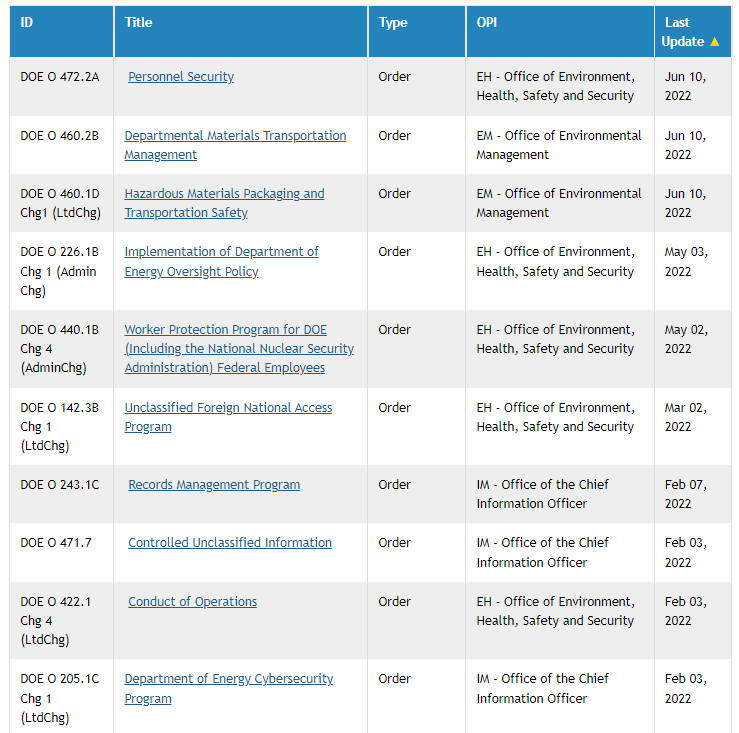 ID Title Type OPI Last
Update ▲
DOE O 472.2A Personnel Security Order EH - Office of Environment, Jun 10,
Health, Safety and Security 2022
DOE O 460.2B Departmental Materials Transportation Order EM - Office of Environmental Jun 10,
Management Management 2022
DOE O 460.1D Hazardous Materials Packaging and Order EM - Office of Environmental Jun 10,
Chg1 (LtdChg) Transportation Safety Management 2022
DOE O 226.1B Implementation of Department of Order EH - Office of Environment, May 03,
Chg 1 (Admin Energy Oversight Policy Health, Safety and Security 2022
Chg)
DOE O 440.1B Worker Protection Program for DOE Order EH - Office of Environment, May 02,
Chg 4 (Including the National Nuclear Security Health, Safety and Security 2022
(AdminChg) Administration) Federal Employees
DOE O 142.3B Unclassified Foreign National Access Order EH - Office of Environment, Mar 02,
Chg 1 Program Health, Safety and Security 2022
(LtdChg)
DOE O 243.1C Records Management Program Order IM - Office of the Chief Feb 07,
Information Officer 2022
DOE O 471.7 Controlled Unclassified Information Order IM - Office of the Chief Feb 03,
Information Officer 2022
DOE O 422.1 Conduct of Operations Order EH - Office of Environment, Feb 03,
Chg 4 Health, Safety and Security 2022
(LtdChg)
DOE O 205.1C Department of Energy Cybersecurity Order IM - Office of the Chief Feb 03,
Chg 1 Program Information Officer 2022
(LtdChg)